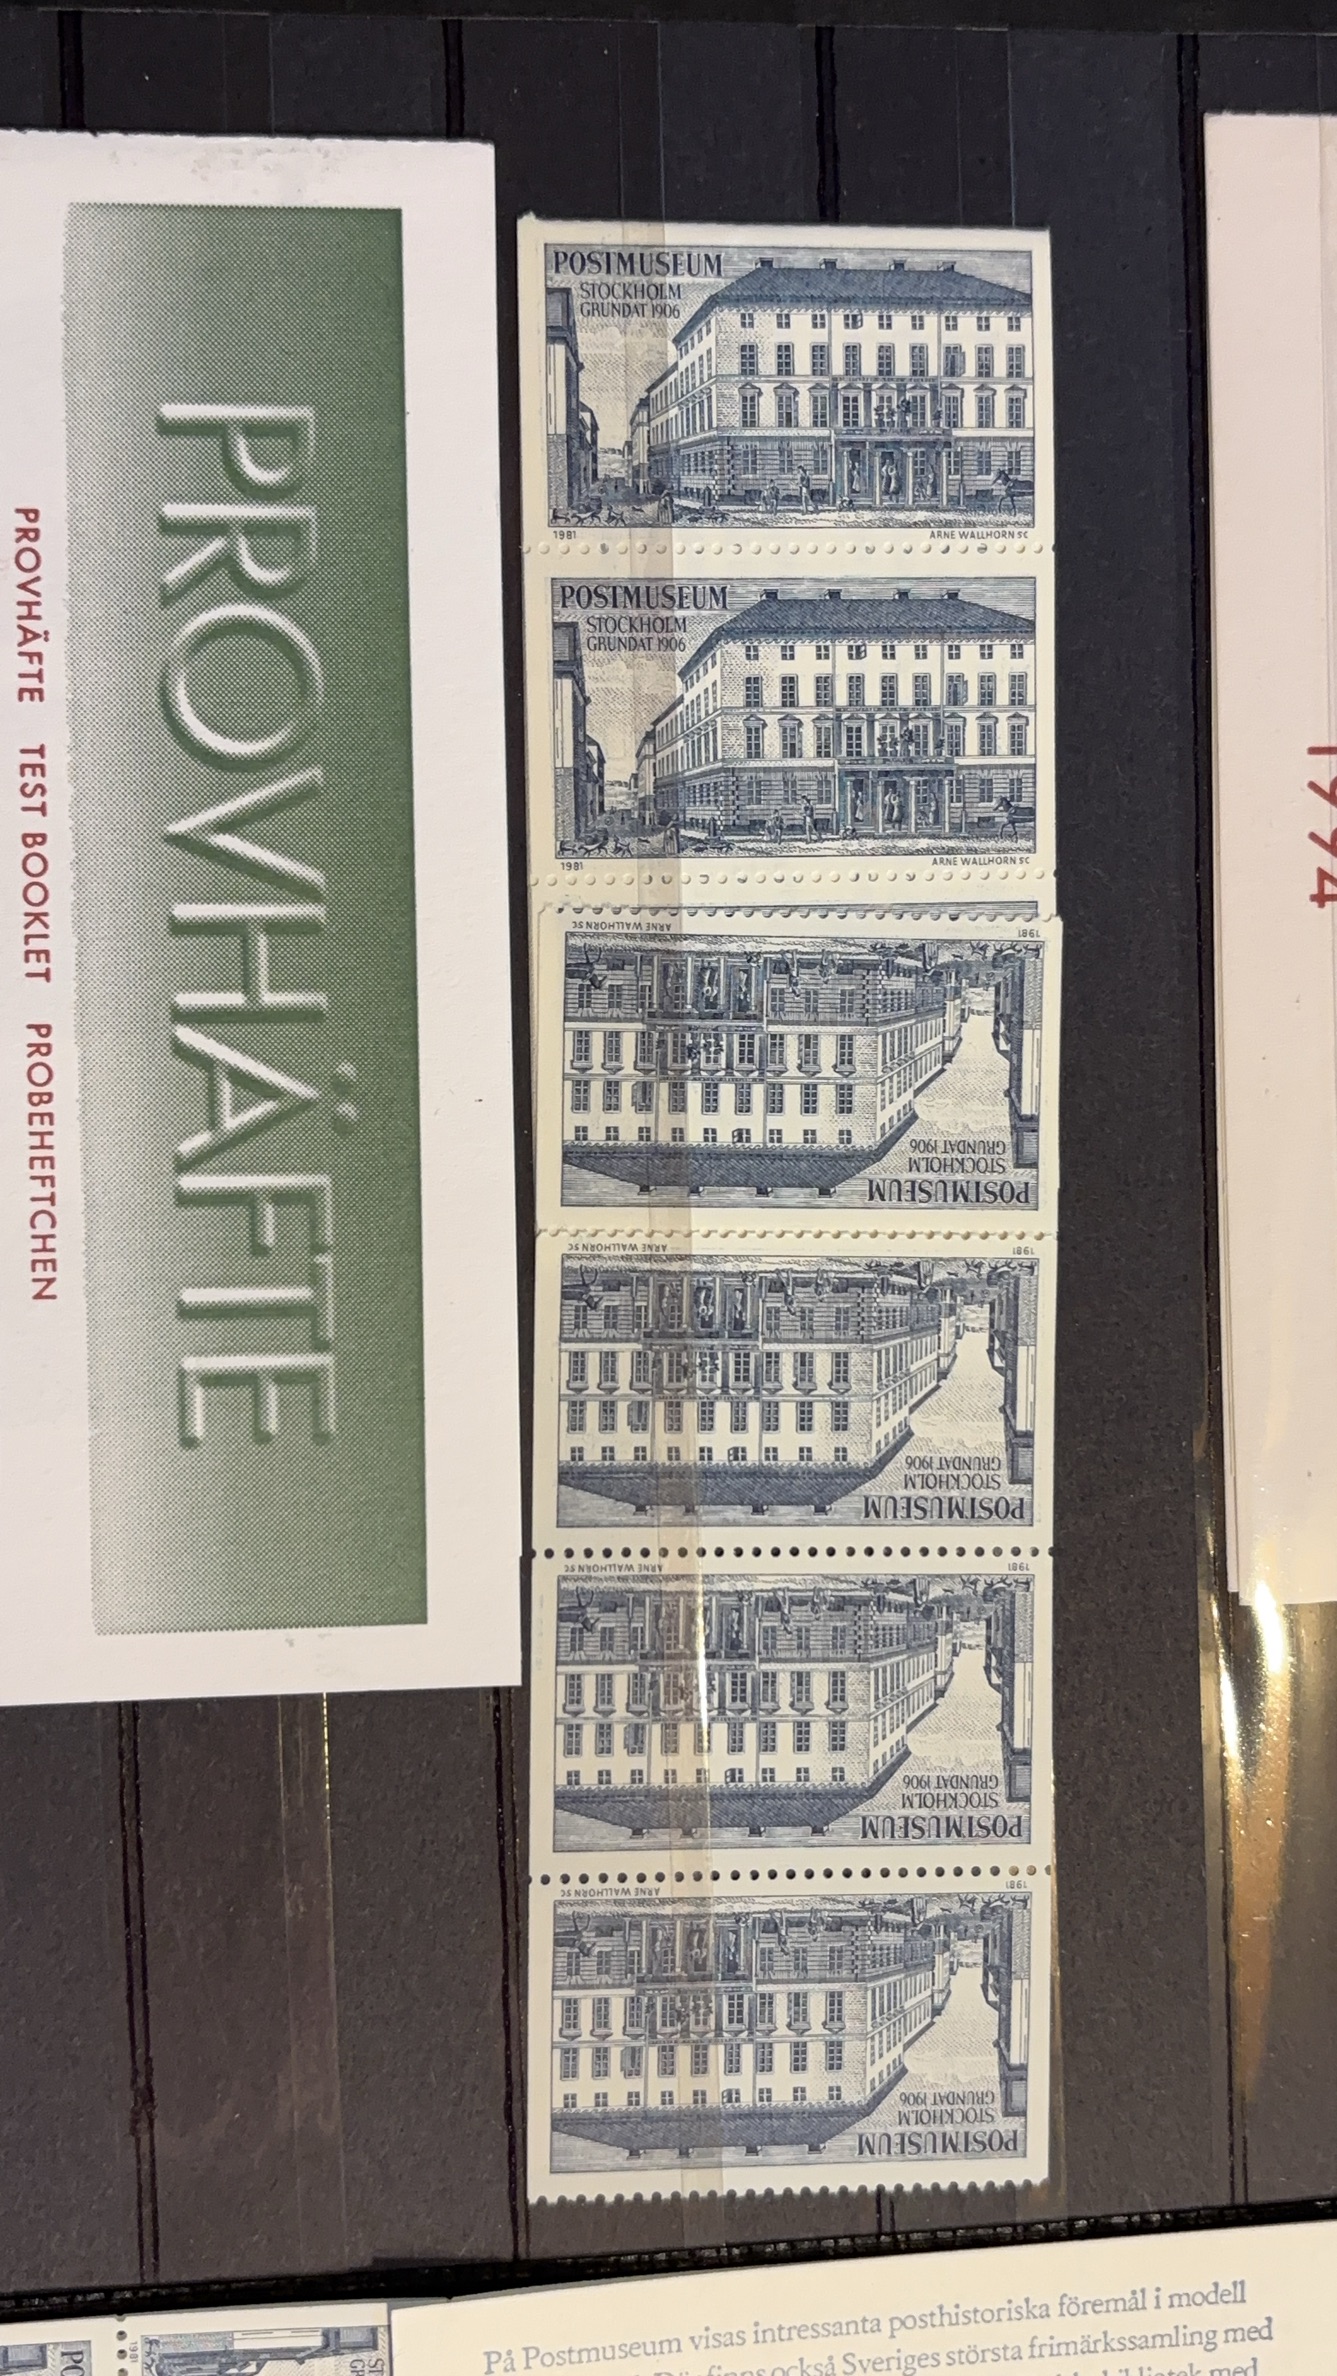 PROVHÄFTE
PROVHÄFTE TEST BOOKLET PROBEHEFTCHEN
POSTMUSEUM
STOCKHOLM
GRUNDAT 1906
1981 ARNE WALLHORN SC
POSTMUSEUM
STOCKHOLM
GRUNDAT 1906
1981 ARNE WALLHORN SC
POSTMUSEUM
STOCKHOLM
GRUNDAT 1906
1981 ARNE WALLHORN SC
POSTMUSEUM
STOCKHOLM
GRUNDAT 1906
1981 ARNE WALLHORN SC
POSTMUSEUM
STOCKHOLM
GRUNDAT 1906
1981 ARNE WALLHORN SC
POSTMUSEUM
STOCKHOLM
GRUNDAT 1906
1981 ARNE WALLHORN SC
1994
1981
På Postmuseum visas intressanta posthistoriska föremål i modell
också Sveriges största frimärkssamling med
med